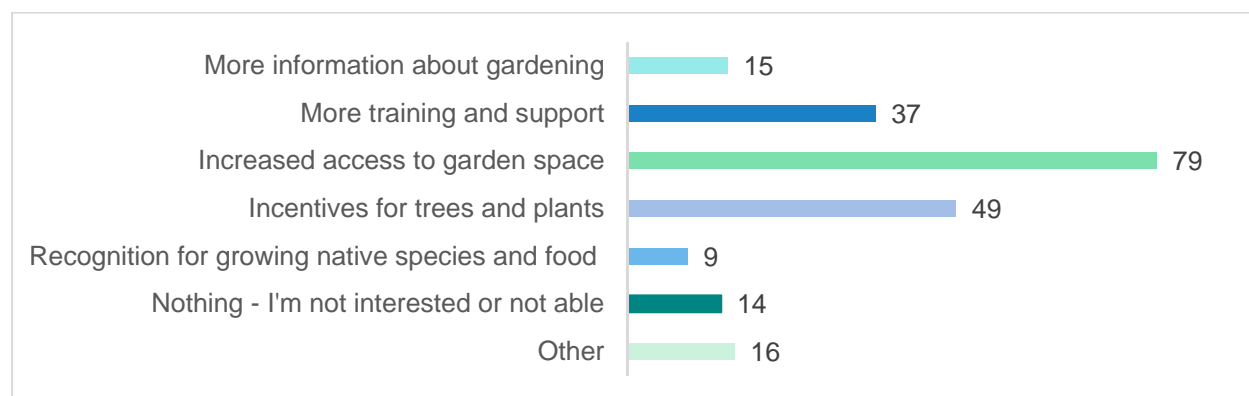 More information about gardening 15
More training and support 37
Increased access to garden space 79
Incentives for trees and plants 49
Recognition for growing native species and food 9
Nothing - I'm not interested or not able 14
Other 16